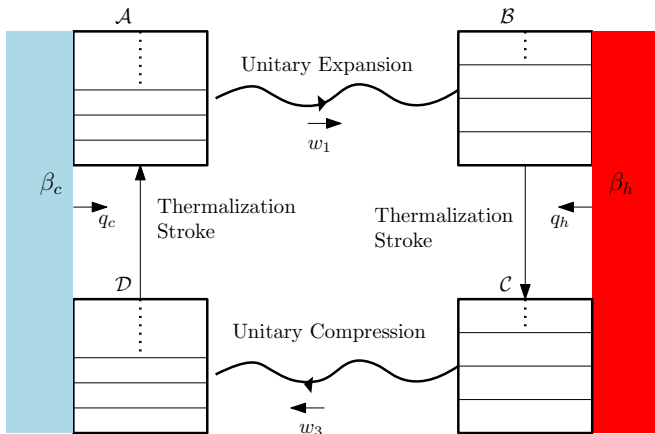 𝒜
ℬ
Unitary Expansion
w₁
β_c
β_h
Thermalization
Stroke
Thermalization
Stroke
q_c
q_h
𝒟
𝒞
Unitary Compression
w₃